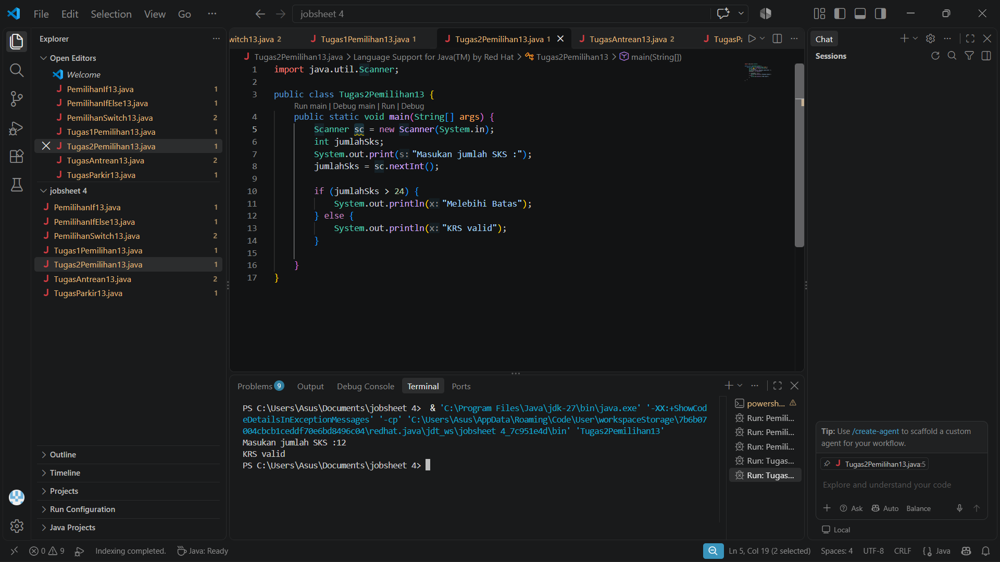 File Edit Selection View Go ···
jobsheet 4
Explorer
Open Editors
Welcome
PemilihanIf13.java 1
PemilihanIfElse13.java 1
PemilihanSwitch13.java 2
Tugas1Pemilihan13.java 1
Tugas2Pemilihan13.java 1
TugasAntrean13.java 2
TugasParkir13.java 1
jobsheet 4
PemilihanIf13.java 1
PemilihanIfElse13.java 1
PemilihanSwitch13.java 2
Tugas1Pemilihan13.java 1
Tugas2Pemilihan13.java 1
TugasAntrean13.java 2
TugasParkir13.java 1
Outline
Timeline
Projects
Run Configuration
Java Projects
witch13.java 2 Tugas1Pemilihan13.java 1 Tugas2Pemilihan13.java 1 TugasAntrean13.java 2 TugasPa
Tugas2Pemilihan13.java > Language Support for Java(TM) by Red Hat > Tugas2Pemilihan13 > main(String[])
1 import java.util.Scanner;
2
3 public class Tugas2Pemilihan13 {
Run main | Debug main | Run | Debug
4 public static void main(String[] args) {
5 Scanner sc = new Scanner(System.in);
6 int jumlahSks;
7 System.out.print(s: "Masukan jumlah SKS :");
8 jumlahSks = sc.nextInt();
9
10 if (jumlahSks > 24) {
11 System.out.println(x: "Melebihi Batas");
12 } else {
13 System.out.println(x: "KRS valid");
14 }
15
16 }
17 }
Problems 9 Output Debug Console Terminal Ports
PS C:\Users\Asus\Documents\jobsheet 4> & 'C:\Program Files\Java\jdk-27\bin\java.exe' '-XX:+ShowCod
eDetailsInExceptionMessages' '-cp' 'C:\Users\Asus\AppData\Roaming\Code\User\workspaceStorage\7b6b07
004cbcb1ceddf70e6bd8496c04\redhat.java\jdt_ws\jobsheet 4_7c951e4d\bin' 'Tugas2Pemilihan13'
Masukan jumlah SKS :12
KRS valid
PS C:\Users\Asus\Documents\jobsheet 4>
powersh...
Run: Pemili...
Run: Pemili...
Run: Pemili...
Run: Tugas...
Run: Tugas...
Chat
Sessions
Tip: Use /create-agent to scaffold a custom
agent for your workflow.
Tugas2Pemilihan13.java:5
Explore and understand your code
Ask Auto Balance
Local
0 9 Indexing completed. Java: Ready
Ln 5, Col 19 (2 selected) Spaces: 4 UTF-8 CRLF {} Java